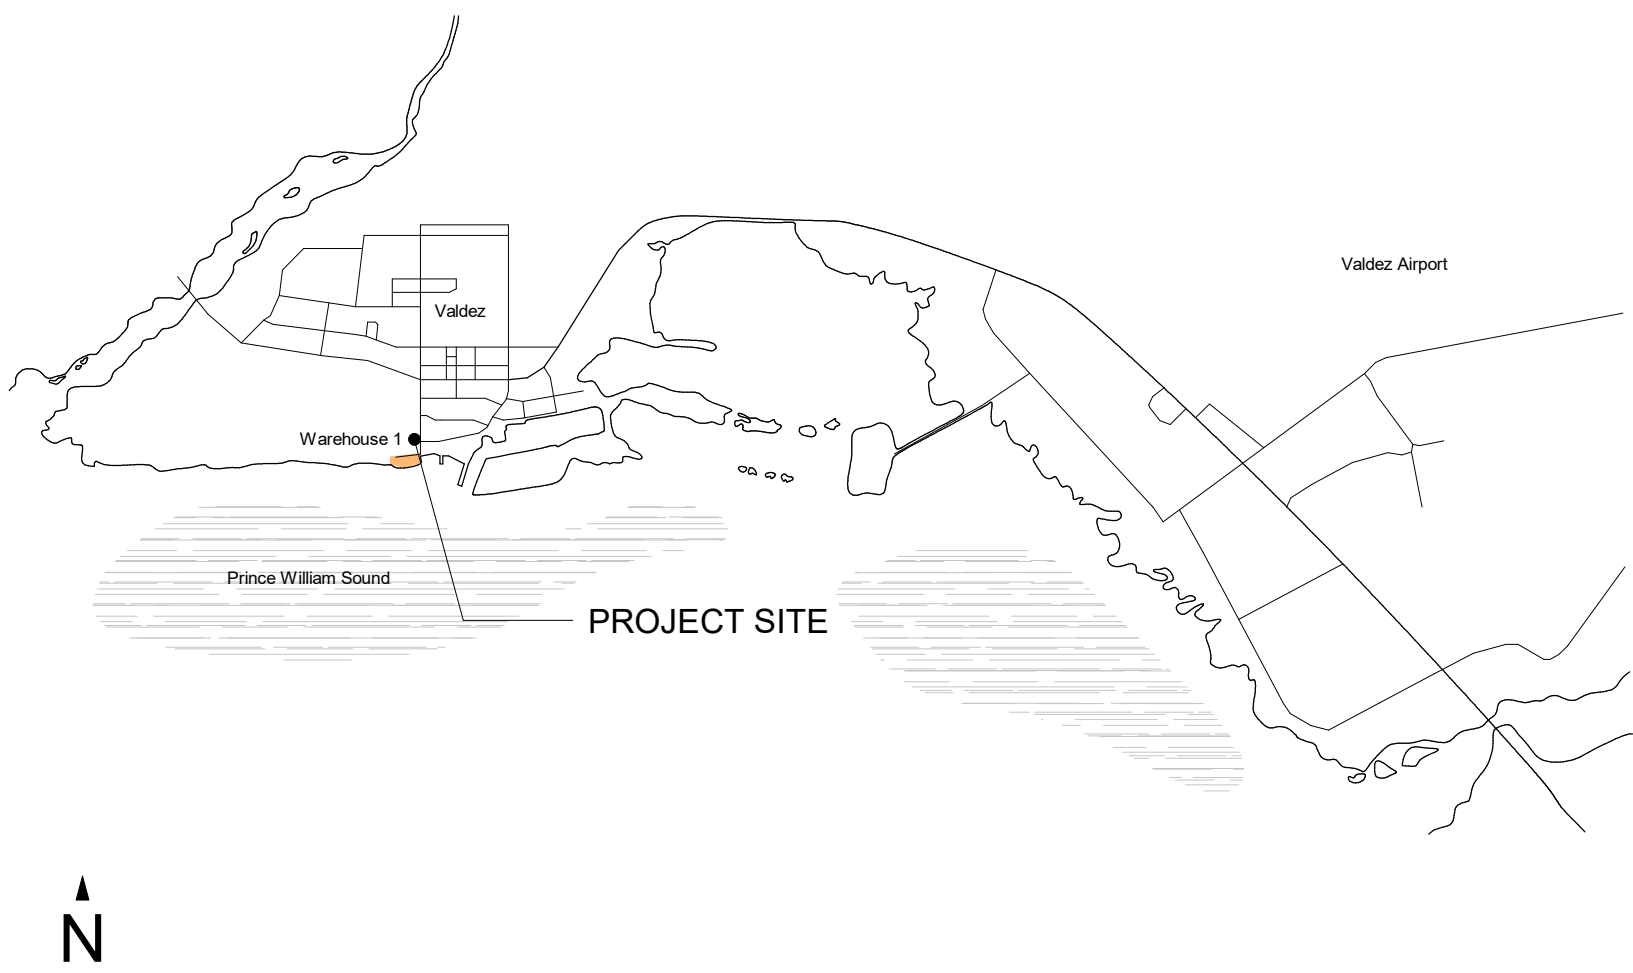 Valdez Airport
Valdez
Warehouse 1
Prince William Sound
PROJECT SITE
N